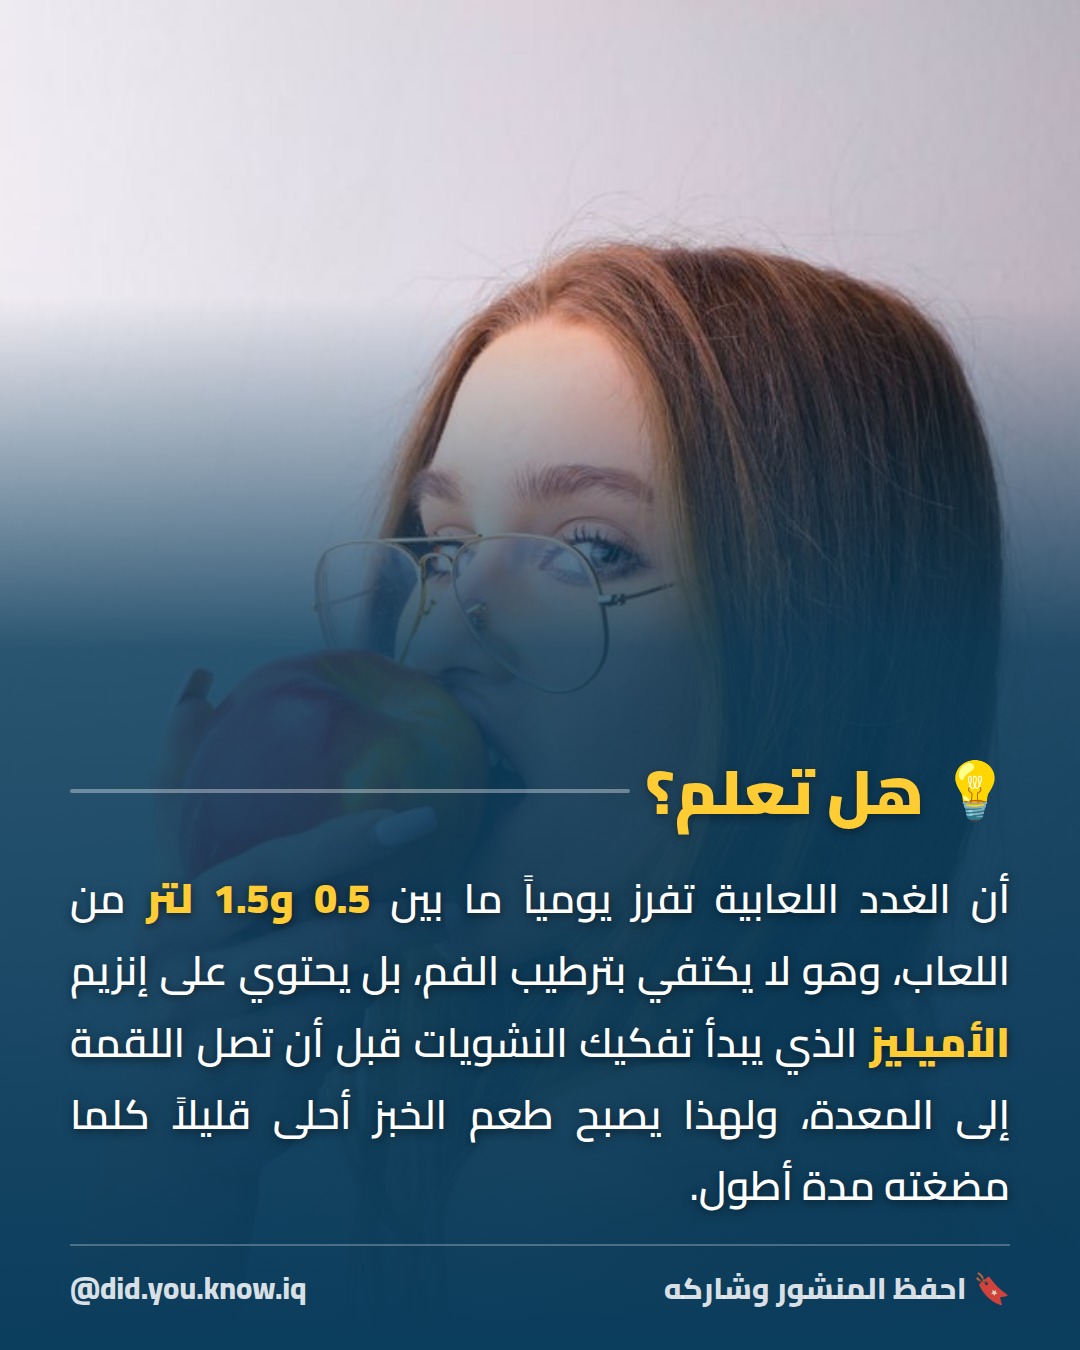 💡 هل تعلم؟
أن الغدد اللعابية تفرز يومياً ما بين 0.5 و1.5 لتر من
اللعاب، وهو لا يكتفي بترطيب الفم، بل يحتوي على إنزيم
الأميليز الذي يبدأ تفكيك النشويات قبل أن تصل اللقمة
إلى المعدة، ولهذا يصبح طعم الخبز أحلى قليلاً كلما
مضغته مدة أطول.
🔖 احفظ المنشور وشاركه
@did.you.know.iq